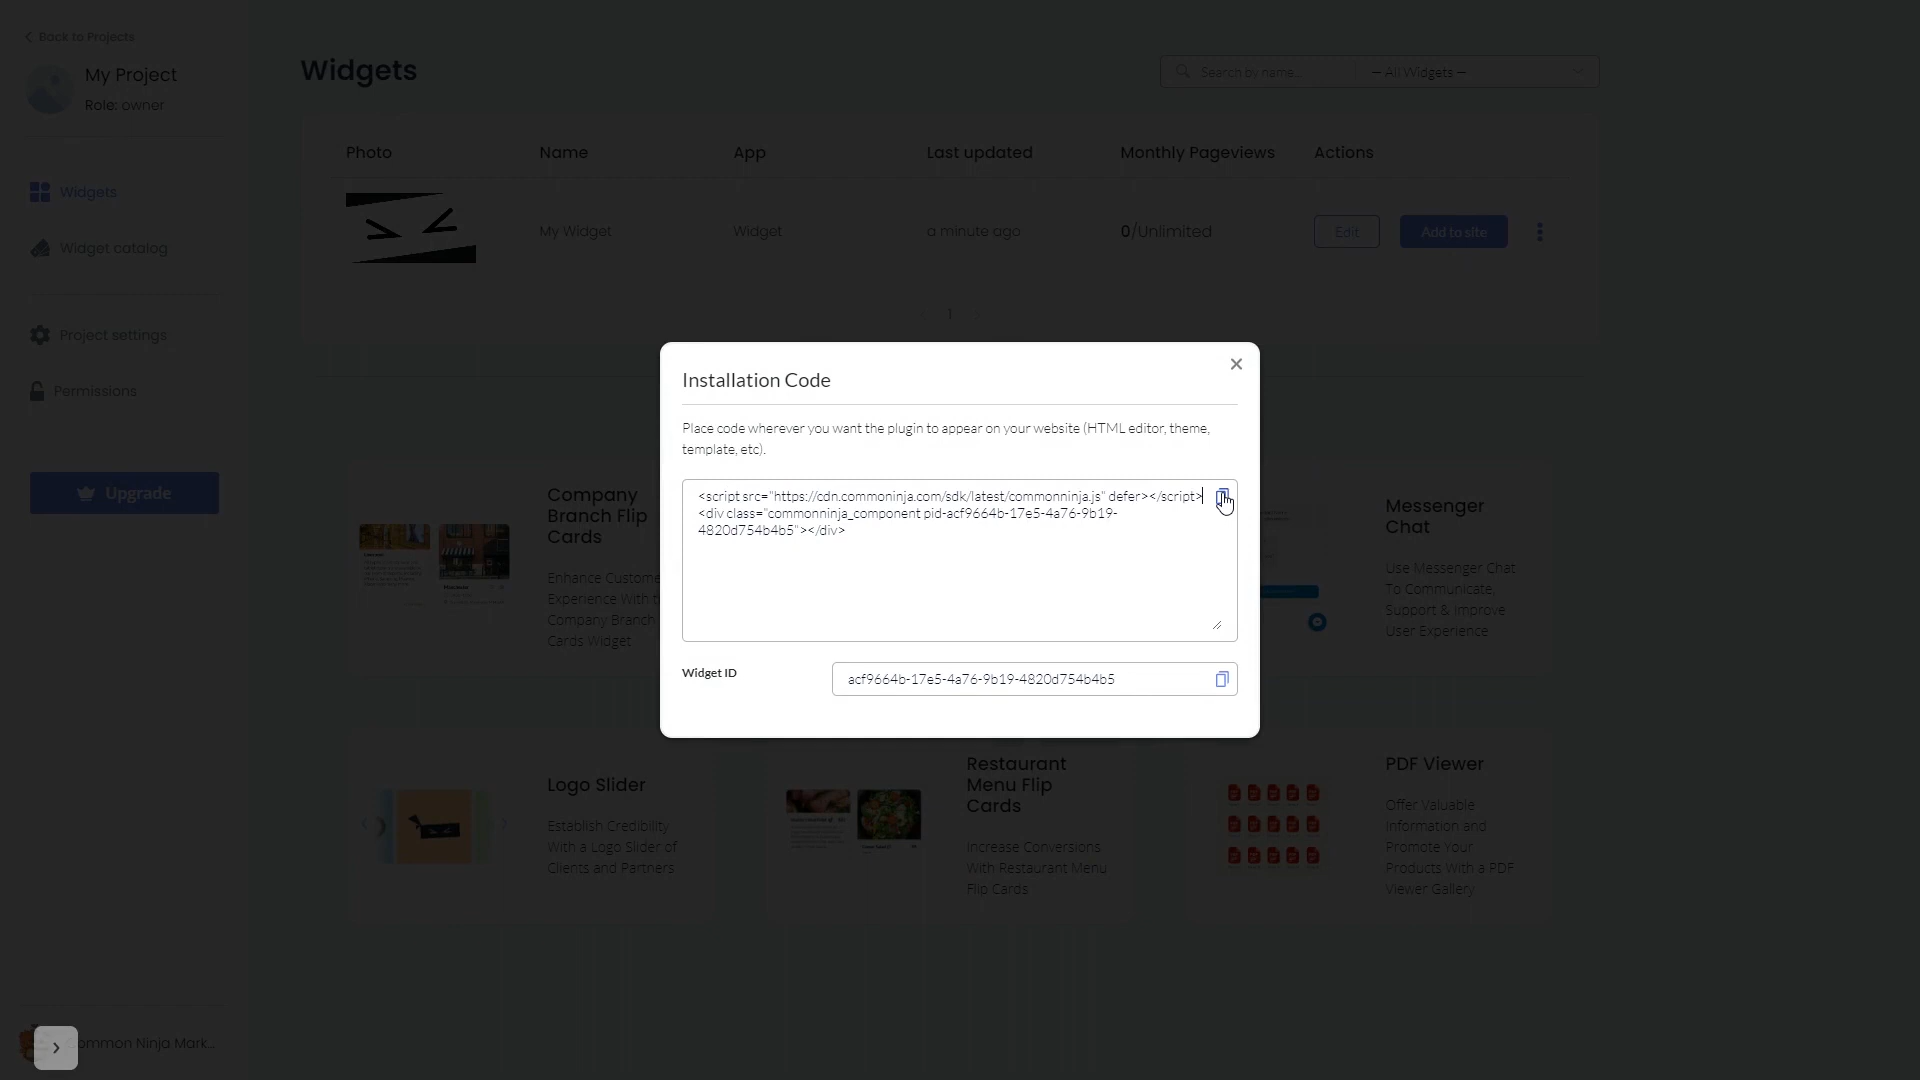 Back to Projects
My Project
Role: owner
Widgets
Widget catalog
Project settings
Permissions
Upgrade
Widgets
Search by name...
— All Widgets —
Photo
Name
App
Last updated
Monthly Pageviews
Actions
My Widget
Widget
a minute ago
0/Unlimited
Edit
Add to site
1
Installation Code
Place code wherever you want the plugin to appear on your website (HTML editor, theme,
template, etc).
<script src="https://cdn.commoninja.com/sdk/latest/commonninja.js" defer></script>
<div class="commonninja_component pid-acf9664b-17e5-4a76-9b19-
4820d754b4b5"></div>
Widget ID
acf9664b-17e5-4a76-9b19-4820d754b4b5
Company
Branch Flip
Cards
Enhance Custome
Experience With t
Company Branch
Cards Widget
Messenger
Chat
Use Messenger Chat
To Communicate,
Support & Improve
User Experience
Logo Slider
Establish Credibility
With a Logo Slider of
Clients and Partners
Restaurant
Menu Flip
Cards
Increase Conversions
With Restaurant Menu
Flip Cards
PDF Viewer
Offer Valuable
Information and
Promote Your
Products With a PDF
Viewer Gallery
ommon Ninja Mark...